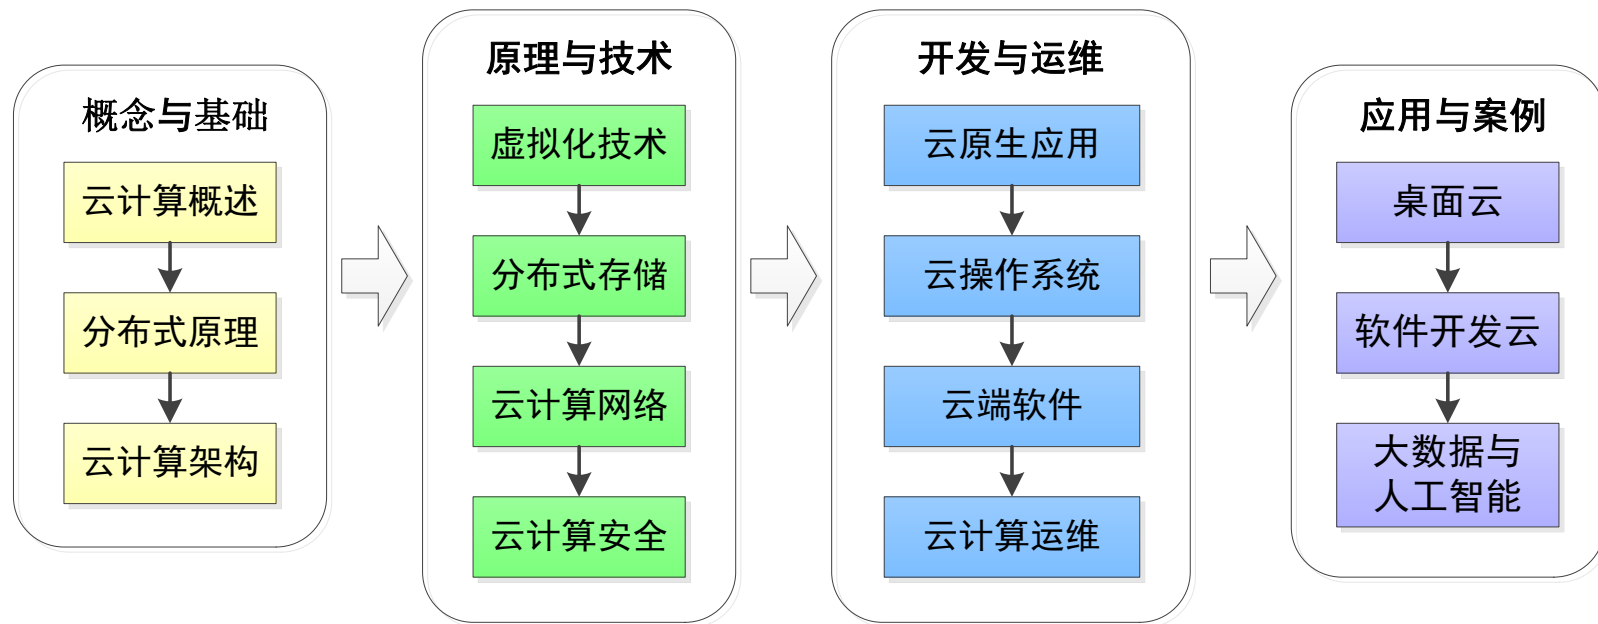 概念与基础
云计算概述
分布式原理
云计算架构
原理与技术
虚拟化技术
分布式存储
云计算网络
云计算安全
开发与运维
云原生应用
云操作系统
云端软件
云计算运维
应用与案例
桌面云
软件开发云
大数据与
人工智能